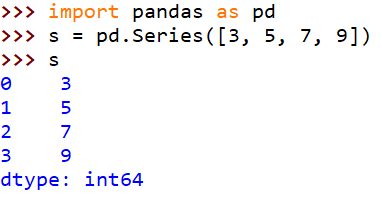 >>> import pandas as pd
>>> s = pd.Series([3, 5, 7, 9])
>>> s
0    3
1    5
2    7
3    9
dtype: int64